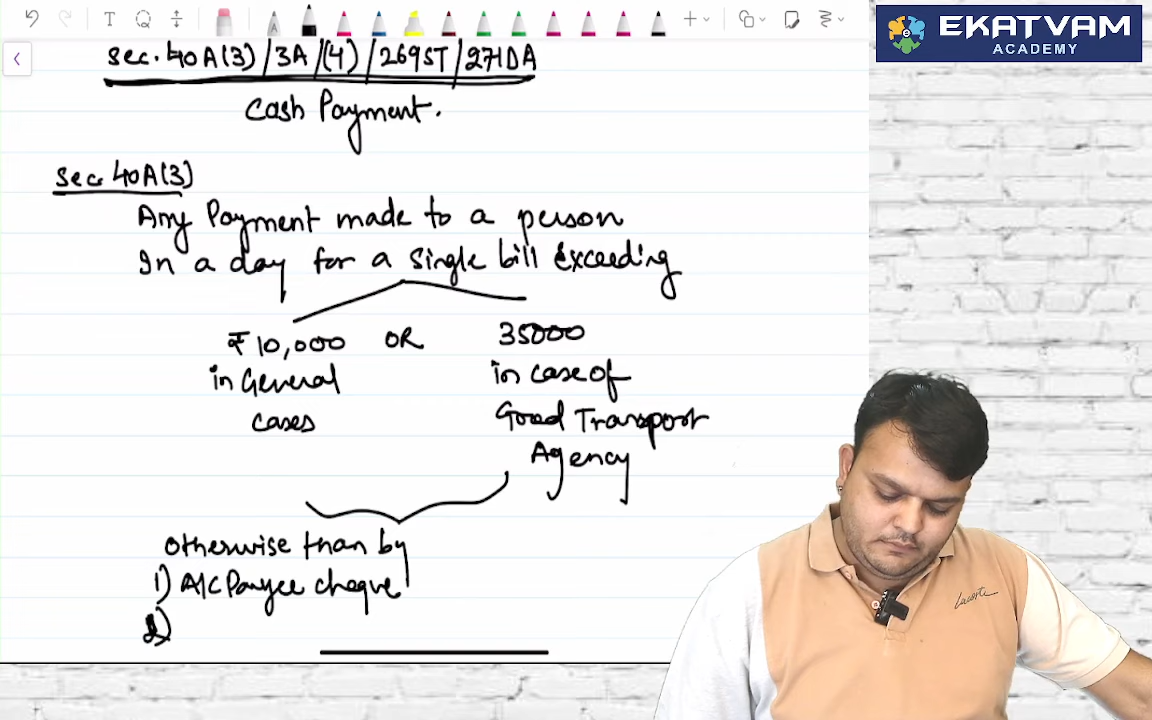 EKATVAM
ACADEMY
Sec. 40A(3) / 3A / (4) / 269ST / 271DA
Cash Payment.
Sec 40A(3)
Any Payment made to a person
In a day for a single bill Exceeding
₹10,000 OR 35000
in General in case of
cases Good Transport
Agency
otherwise than by
1) A/C Payee cheque
2)
Lacoste